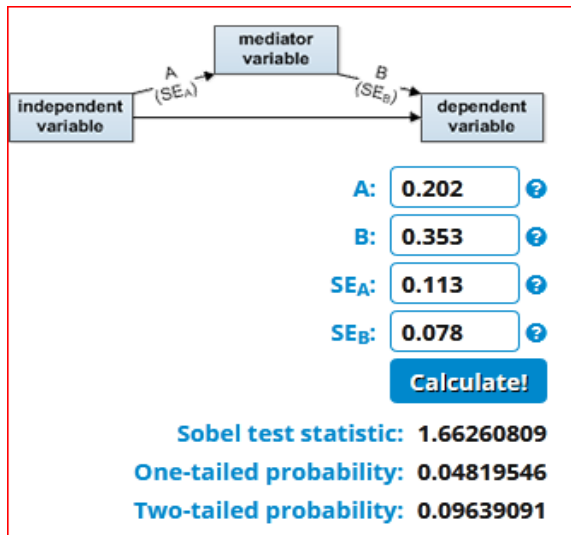 mediator
variable
A
(SEA)
B
(SEB)
independent
variable
dependent
variable
A: 0.202 ?
B: 0.353 ?
SEA: 0.113 ?
SEB: 0.078 ?
Calculate!
Sobel test statistic: 1.66260809
One-tailed probability: 0.04819546
Two-tailed probability: 0.09639091